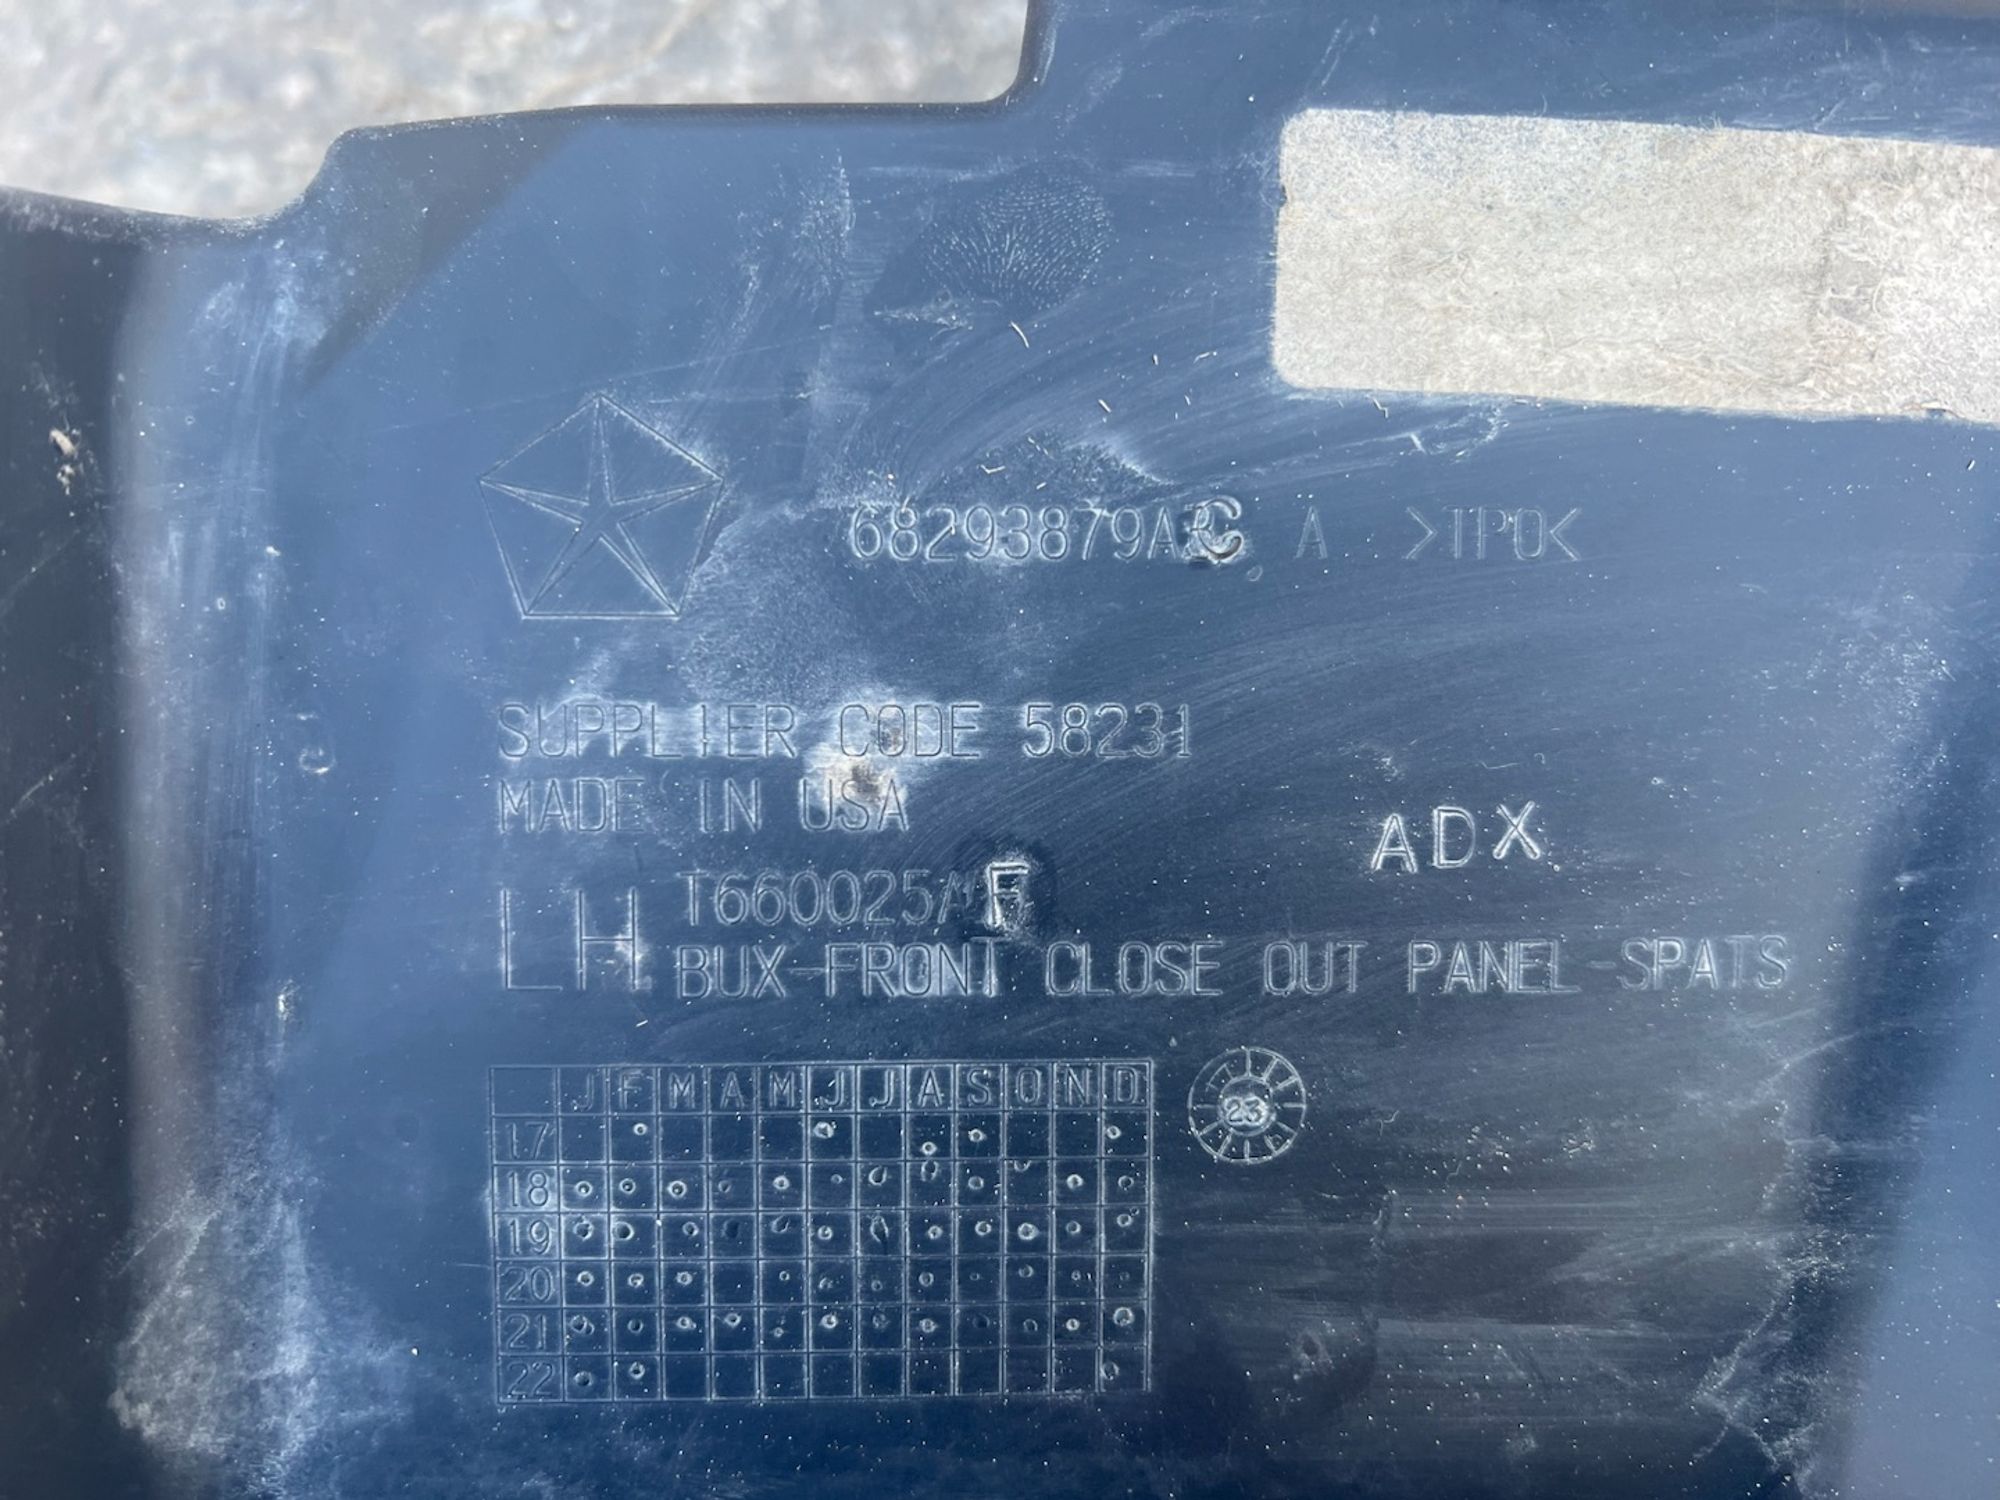 68293879AC A >TPO<
SUPPLIER CODE 58231
MADE IN USA
ADX
LH T660025AF
BUX-FRONT CLOSE OUT PANEL-SPATS
J F M A M J J A S O N D
23
17
18
19
20
21
22